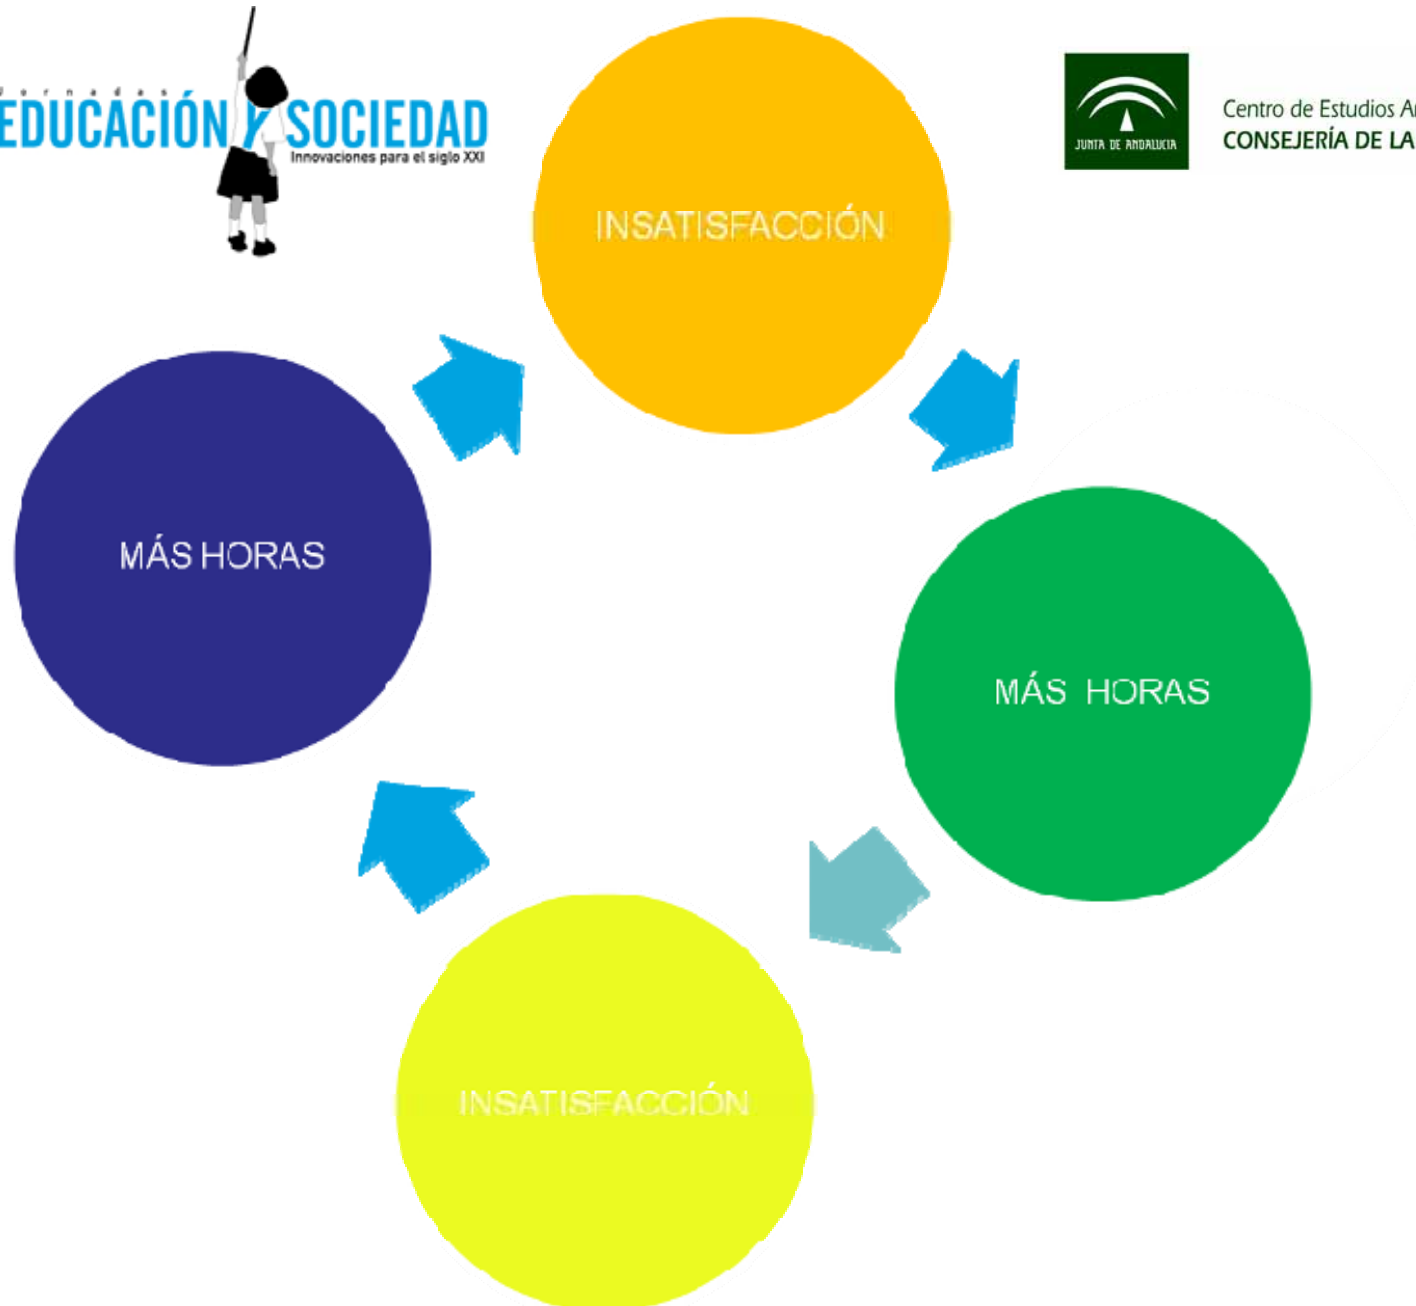 Jornadas
EDUCACIÓN Y SOCIEDAD
Innovaciones para el siglo XXI
JUNTA DE ANDALUCIA
Centro de Estudios
CONSEJERÍA DE LA
INSATISFACCIÓN
MÁS HORAS
MÁS HORAS
INSATISFACCIÓN